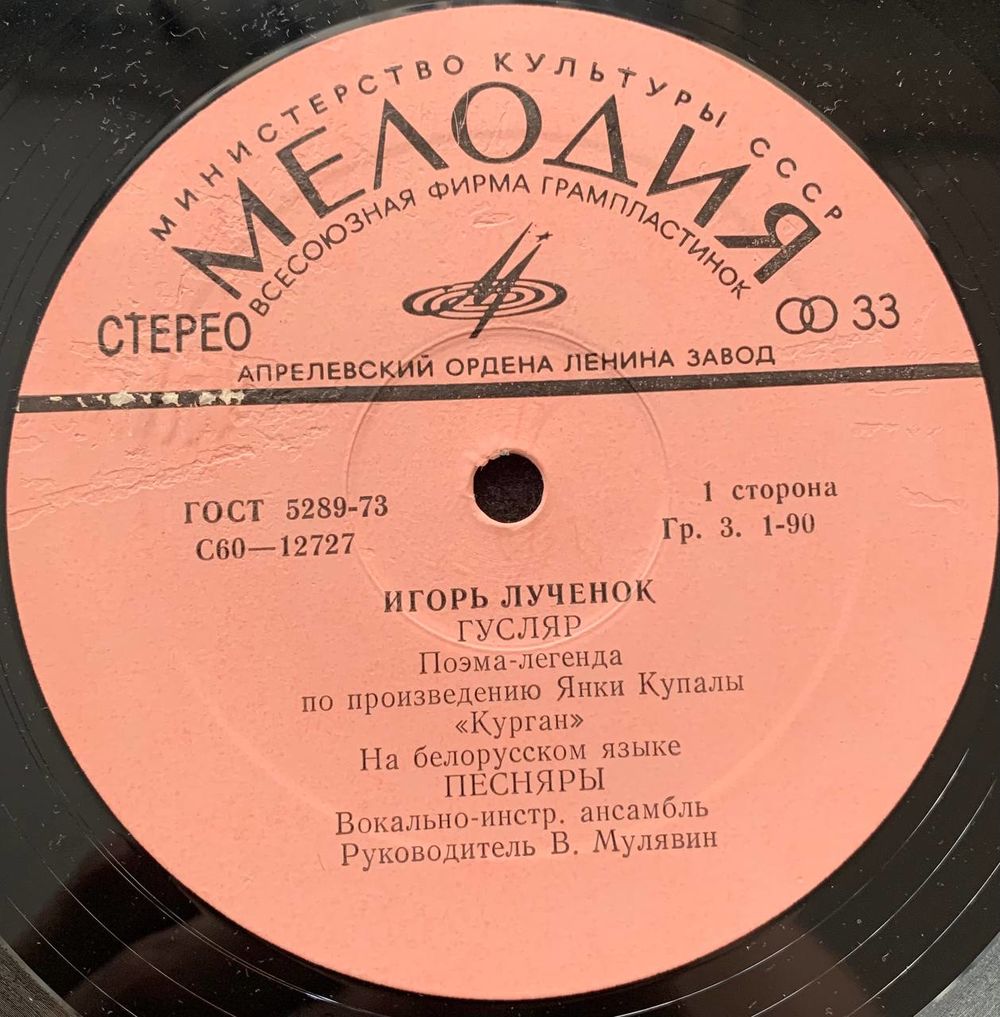 МИНИСТЕРСТВО КУЛЬТУРЫ СССР
МЕЛОДИЯ
ВСЕСОЮЗНАЯ ФИРМА ГРАМПЛАСТИНОК
СТЕРЕО
33
АПРЕЛЕВСКИЙ ОРДЕНА ЛЕНИНА ЗАВОД
ГОСТ 5289-73
С60—12727
1 сторона
Гр. 3. 1-90
ИГОРЬ ЛУЧЕНОК
ГУСЛЯР
Поэма-легенда
по произведению Янки Купалы
«Курган»
На белорусском языке
ПЕСНЯРЫ
Вокально-инстр. ансамбль
Руководитель В. Мулявин